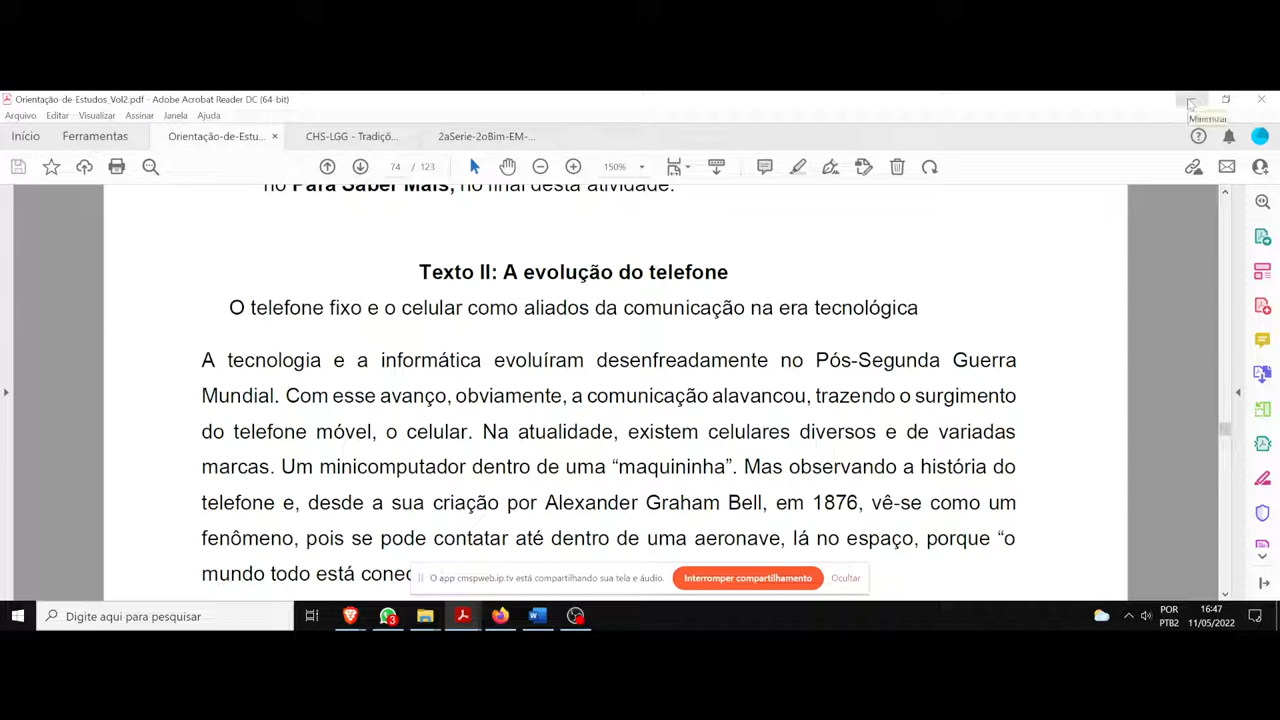 Orientação-de-Estudos_Vol2.pdf - Adobe Acrobat Reader DC (64-bit)
Arquivo Editar Visualizar Assinar Janela Ajuda
Minimizar
Início Ferramentas Orientação-de-Estu... × CHS-LGG - Tradiçõ... 2aSerie-2oBim-EM-...
74 / 123 150%
no Para Saber Mais, no final desta atividade.
Texto II: A evolução do telefone
O telefone fixo e o celular como aliados da comunicação na era tecnológica
A tecnologia e a informática evoluíram desenfreadamente no Pós-Segunda Guerra
Mundial. Com esse avanço, obviamente, a comunicação alavancou, trazendo o surgimento
do telefone móvel, o celular. Na atualidade, existem celulares diversos e de variadas
marcas. Um minicomputador dentro de uma “maquininha”. Mas observando a história do
telefone e, desde a sua criação por Alexander Graham Bell, em 1876, vê-se como um
fenômeno, pois se pode contatar até dentro de uma aeronave, lá no espaço, porque “o
mundo todo está conec
O app cmspweb.ip.tv está compartilhando sua tela e áudio. Interromper compartilhamento Ocultar
Digite aqui para pesquisar
3
POR 16:47
PTB2 11/05/2022